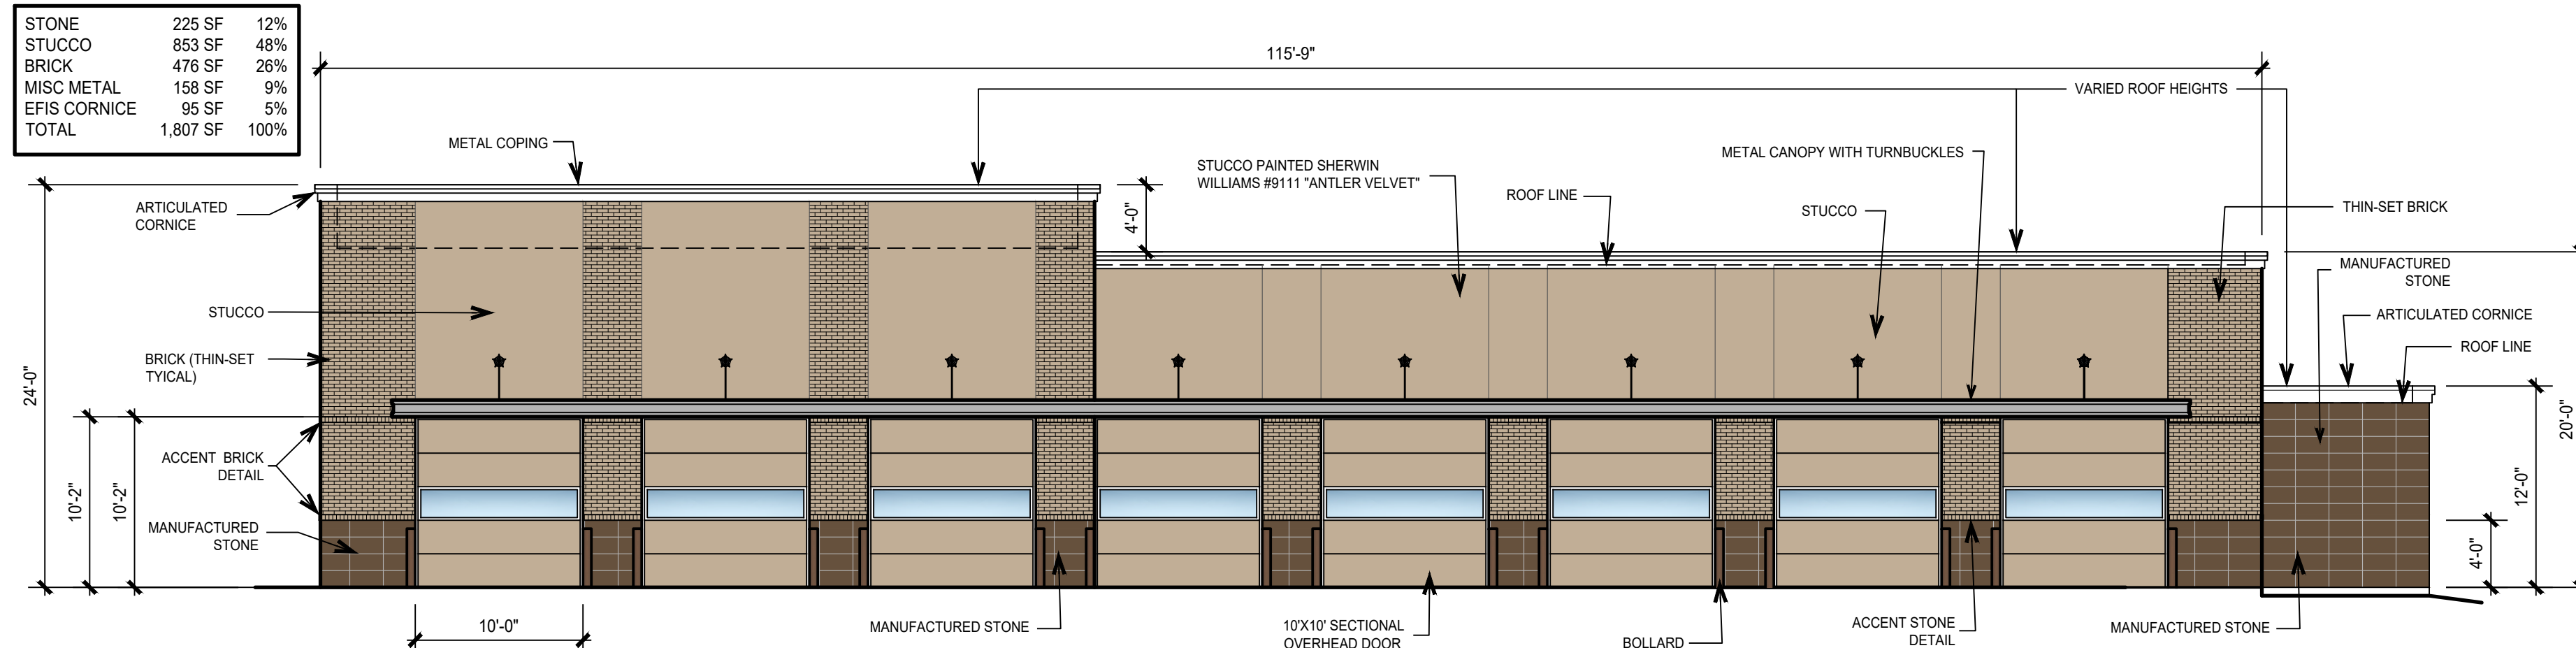 STONE 225 SF 12%
STUCCO 853 SF 48%
BRICK 476 SF 26%
MISC METAL 158 SF 9%
EFIS CORNICE 95 SF 5%
TOTAL 1,807 SF 100%
115'-9"
VARIED ROOF HEIGHTS
METAL COPING
STUCCO PAINTED SHERWIN
WILLIAMS #9111 "ANTLER VELVET"
METAL CANOPY WITH TURNBUCKLES
ROOF LINE
STUCCO
THIN-SET BRICK
ARTICULATED
CORNICE
4'-0"
MANUFACTURED
STONE
STUCCO
ARTICULATED CORNICE
ROOF LINE
BRICK (THIN-SET
TYICAL)
24'-0"
20'-0"
ACCENT BRICK
DETAIL
10'-2"
10'-2"
12'-0"
MANUFACTURED
STONE
4'-0"
10'-0"
MANUFACTURED STONE
10'X10' SECTIONAL
OVERHEAD DOOR
BOLLARD
ACCENT STONE
DETAIL
MANUFACTURED STONE